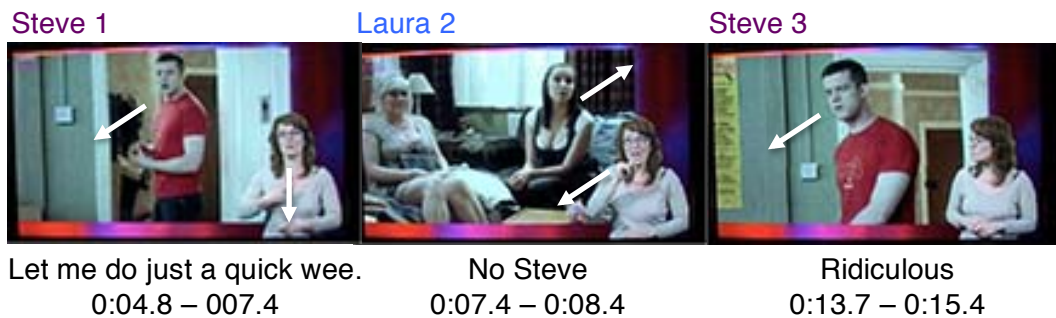 Steve 1
Laura 2
Steve 3
Let me do just a quick wee.
No Steve
Ridiculous
0:04.8 – 007.4
0:07.4 – 0:08.4
0:13.7 – 0:15.4